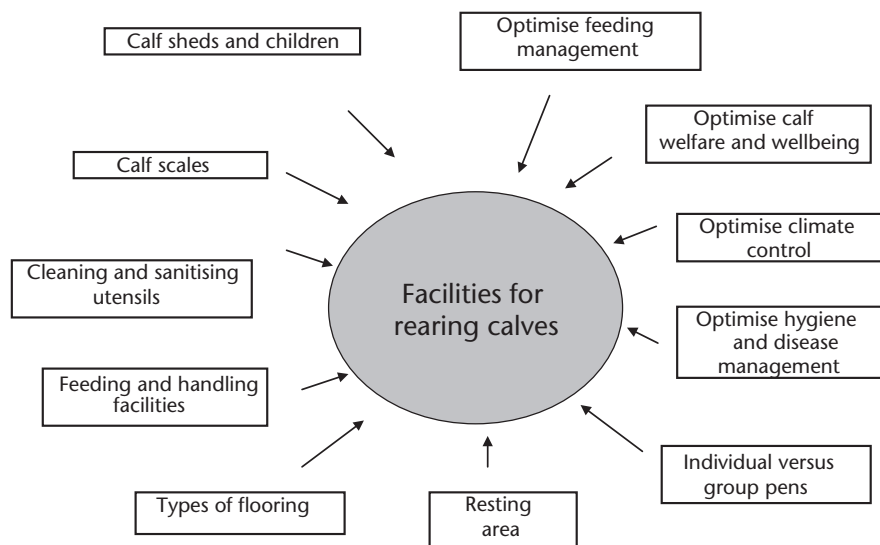 Calf sheds and children
Optimise feeding
management
Optimise calf
welfare and wellbeing
Calf scales
Optimise climate
control
Cleaning and sanitising
utensils
Facilities for
rearing calves
Optimise hygiene
and disease
management
Feeding and handling
facilities
Individual versus
group pens
Types of flooring
Resting
area